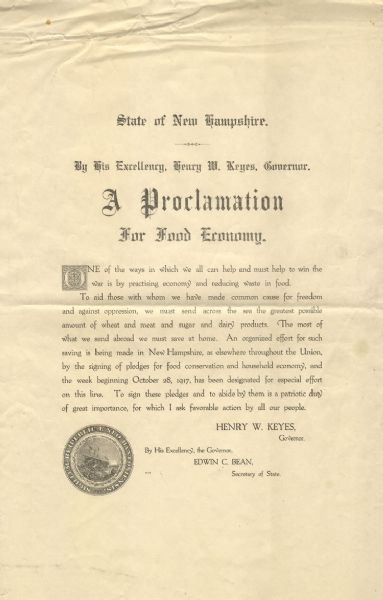 State of New Hampshire.
By His Excellency, Henry W. Keyes, Governor.
A Proclamation
For Food Economy.
ONE of the ways in which we all can help and must help to win the
war is by practising economy and reducing waste in food.
To aid those with whom we have made common cause for freedom
and against oppression, we must send across the sea the greatest possible
amount of wheat and meat and sugar and dairy products. The most of
what we send abroad we must save at home. An organized effort for such
saving is being made in New Hampshire, as elsewhere throughout the Union,
by the signing of pledges for food conservation and household economy, and
the week beginning October 28, 1917, has been designated for especial effort
on this line. To sign these pledges and to abide by them is a patriotic duty
of great importance, for which I ask favorable action by all our people.
HENRY W. KEYES,
Governor.
By His Excellency, the Governor.
EDWIN C. BEAN,
Secretary of State.